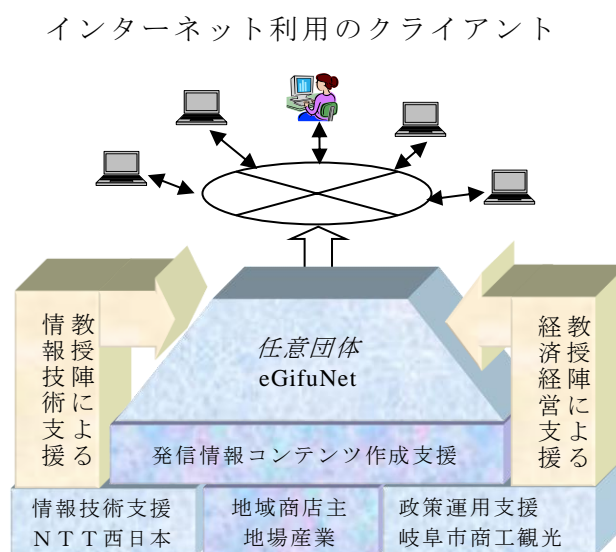 インターネット利用のクライアント
教授陣による
情報技術支援
任意団体
eGifuNet
教授陣による
経済経営支援
発信情報コンテンツ作成支援
情報技術支援
ＮＴＴ西日本
地域商店主
地場産業
政策運用支援
岐阜市商工観光